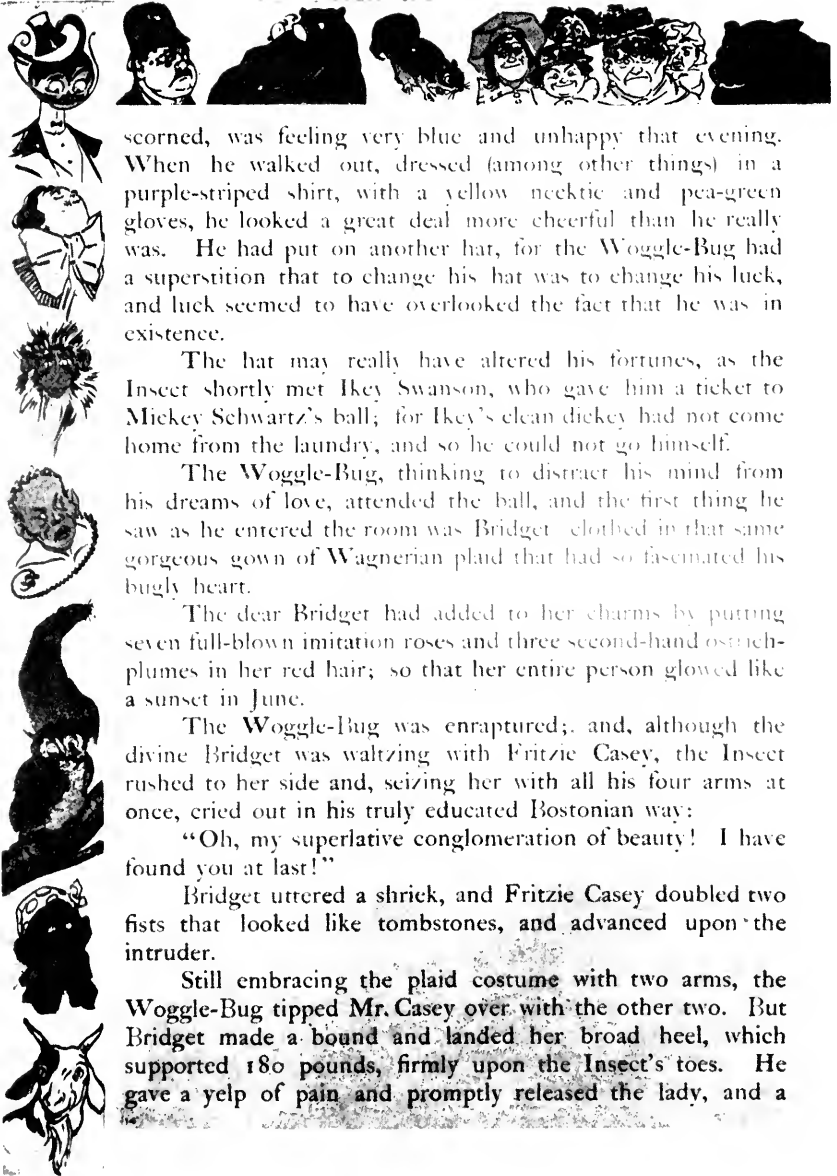 scorned, was feeling very blue and unhappy that evening.
When he walked out, dressed (among other things) in a
purple-striped shirt, with a yellow necktie and pea-green
gloves, he looked a great deal more cheerful than he really
was. He had put on another hat, for the Woggle-Bug had
a superstition that to change his hat was to change his luck,
and luck seemed to have overlooked the fact that he was in
existence.
The hat may really have altered his fortunes, as the
Insect shortly met Ikey Swanson, who gave him a ticket to
Mickey Schwartz's ball; for Ikey's clean dickey had not come
home from the laundry, and so he could not go himself.
The Woggle-Bug, thinking to distract his mind from
his dreams of love, attended the ball, and the first thing he
saw as he entered the room was Bridget clothed in that same
gorgeous gown of Wagnerian plaid that had so fascinated his
bugly heart.
The dear Bridget had added to her charms by putting
seven full-blown imitation roses and three second-hand ostrich-
plumes in her red hair; so that her entire person glowed like
a sunset in June.
The Woggle-Bug was enraptured;. and, although the
divine Bridget was waltzing with Fritzie Casey, the Insect
rushed to her side and, seizing her with all his four arms at
once, cried out in his truly educated Bostonian way:
“Oh, my superlative conglomeration of beauty! I have
found you at last!”
Bridget uttered a shriek, and Fritzie Casey doubled two
fists that looked like tombstones, and advanced upon the
intruder.
Still embracing the plaid costume with two arms, the
Woggle-Bug tipped Mr. Casey over with the other two. But
Bridget made a bound and landed her broad heel, which
supported 180 pounds, firmly upon the Insect's toes. He
gave a yelp of pain and promptly released the lady, and a